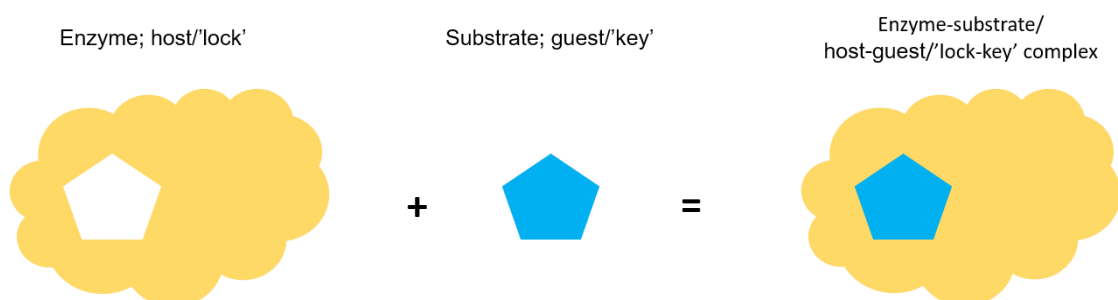 Enzyme; host/’lock’
Substrate; guest/’key’
Enzyme-substrate/
host-guest/’lock-key’ complex
+
=